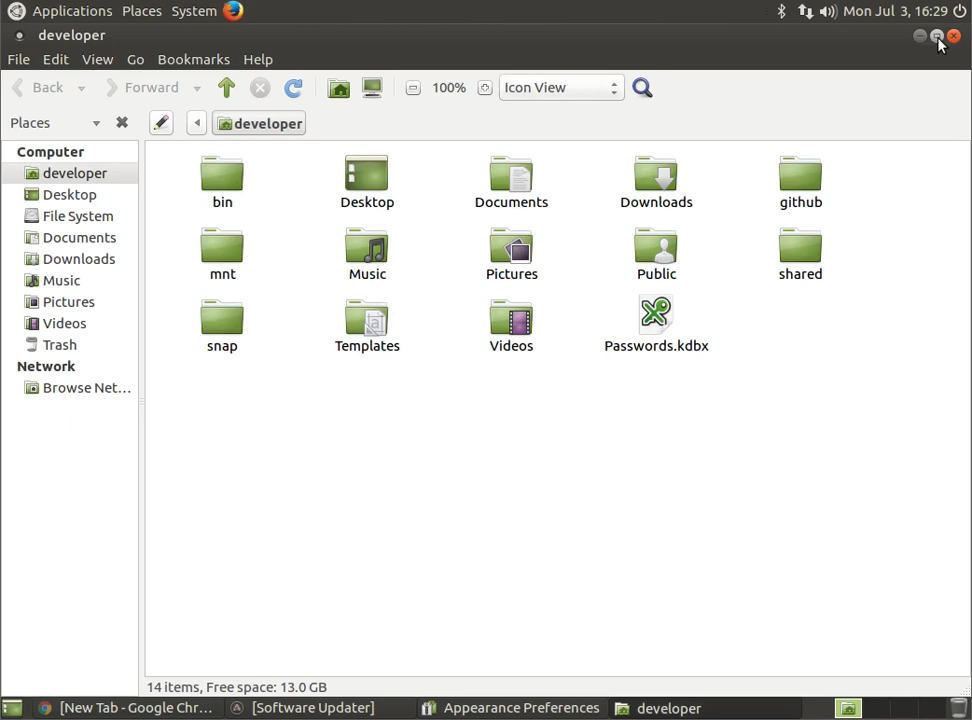 Applications Places System Mon Jul 3, 16:29
developer
File Edit View Go Bookmarks Help
Back Forward 100% Icon View
Places developer
Computer
developer
Desktop
File System
Documents
Downloads
Music
Pictures
Videos
Trash
Network
Browse Net...
bin Desktop Documents Downloads github
mnt Music Pictures Public shared
snap Templates Videos Passwords.kdbx
14 items, Free space: 13.0 GB
[New Tab - Google Chr... [Software Updater] Appearance Preferences developer